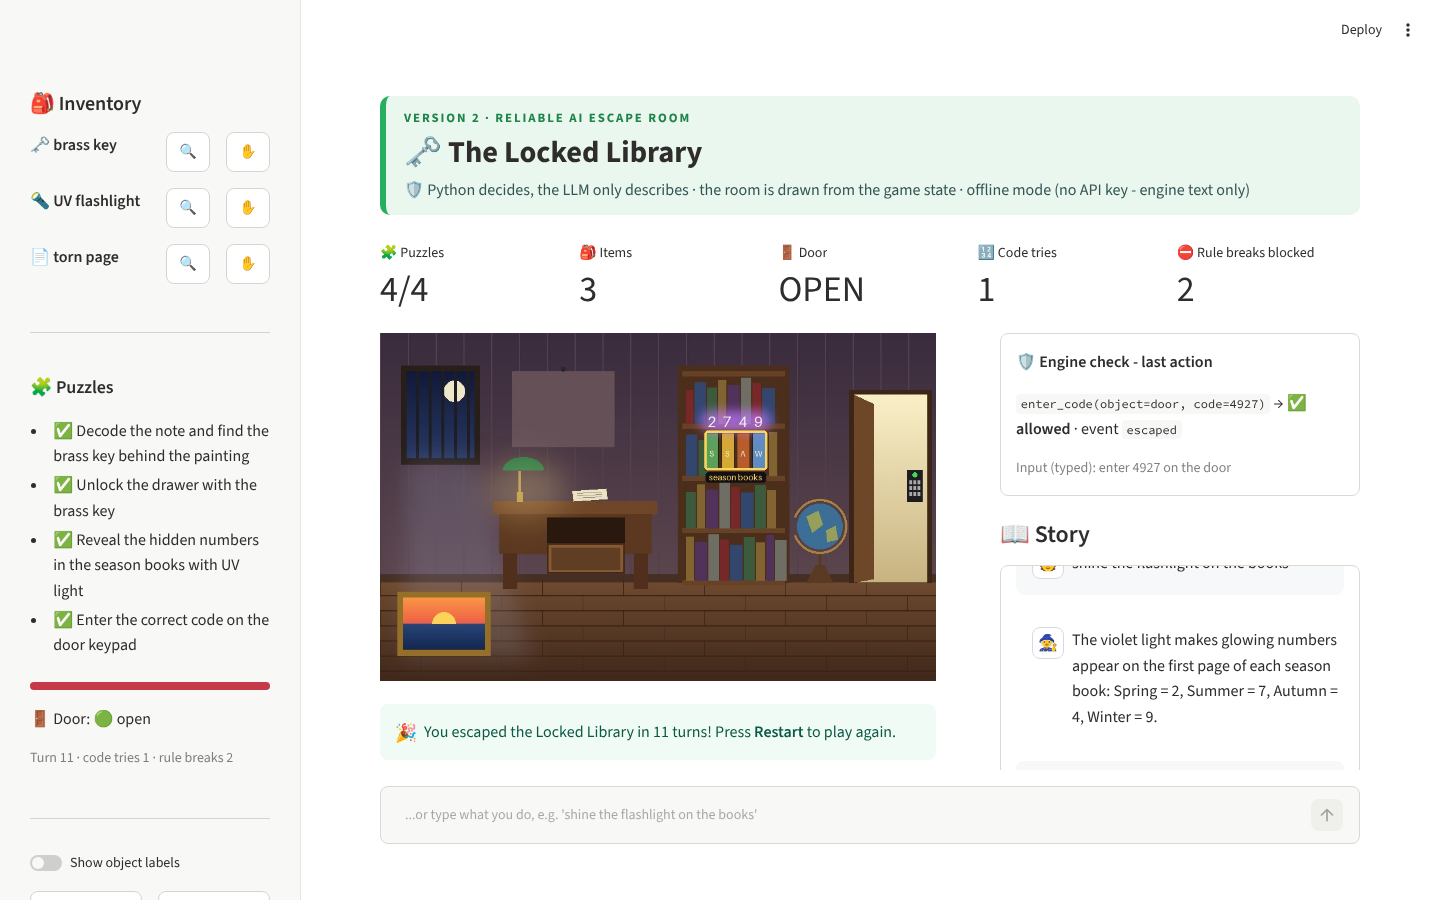 Deploy
🎒 Inventory
🗝️ brass key
🔦 UV flashlight
📄 torn page
🧩 Puzzles
✅ Decode the note and find the
brass key behind the painting
✅ Unlock the drawer with the
brass key
✅ Reveal the hidden numbers
in the season books with UV
light
✅ Enter the correct code on the
door keypad
🚪 Door: 🟢 open
Turn 11 · code tries 1 · rule breaks 2
Show object labels
VERSION 2 · RELIABLE AI ESCAPE ROOM
🗝️ The Locked Library
🛡️ Python decides, the LLM only describes · the room is drawn from the game state · offline mode (no API key - engine text only)
🧩 Puzzles
4/4
🎒 Items
3
🚪 Door
OPEN
🔢 Code tries
1
⛔ Rule breaks blocked
2
2 7 4 9
S S A W
season books
🎉 You escaped the Locked Library in 11 turns! Press Restart to play again.
🛡️ Engine check - last action
enter_code(object=door, code=4927) → ✅
allowed · event escaped
Input (typed): enter 4927 on the door
📖 Story
shine the flashlight on the books
The violet light makes glowing numbers
appear on the first page of each season
book: Spring = 2, Summer = 7, Autumn =
4, Winter = 9.
...or type what you do, e.g. 'shine the flashlight on the books'